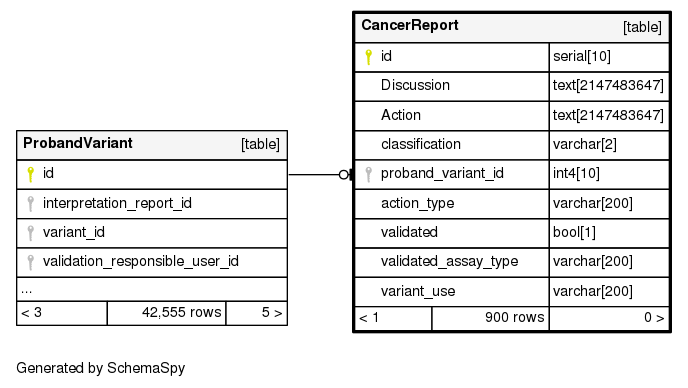 CancerReport [table]
id serial[10]
Discussion text[2147483647]
Action text[2147483647]
classification varchar[2]
proband_variant_id int4[10]
action_type varchar[200]
validated bool[1]
validated_assay_type varchar[200]
variant_use varchar[200]
< 1 900 rows 0 >
ProbandVariant [table]
id
interpretation_report_id
variant_id
validation_responsible_user_id
...
< 3 42,555 rows 5 >
Generated by SchemaSpy